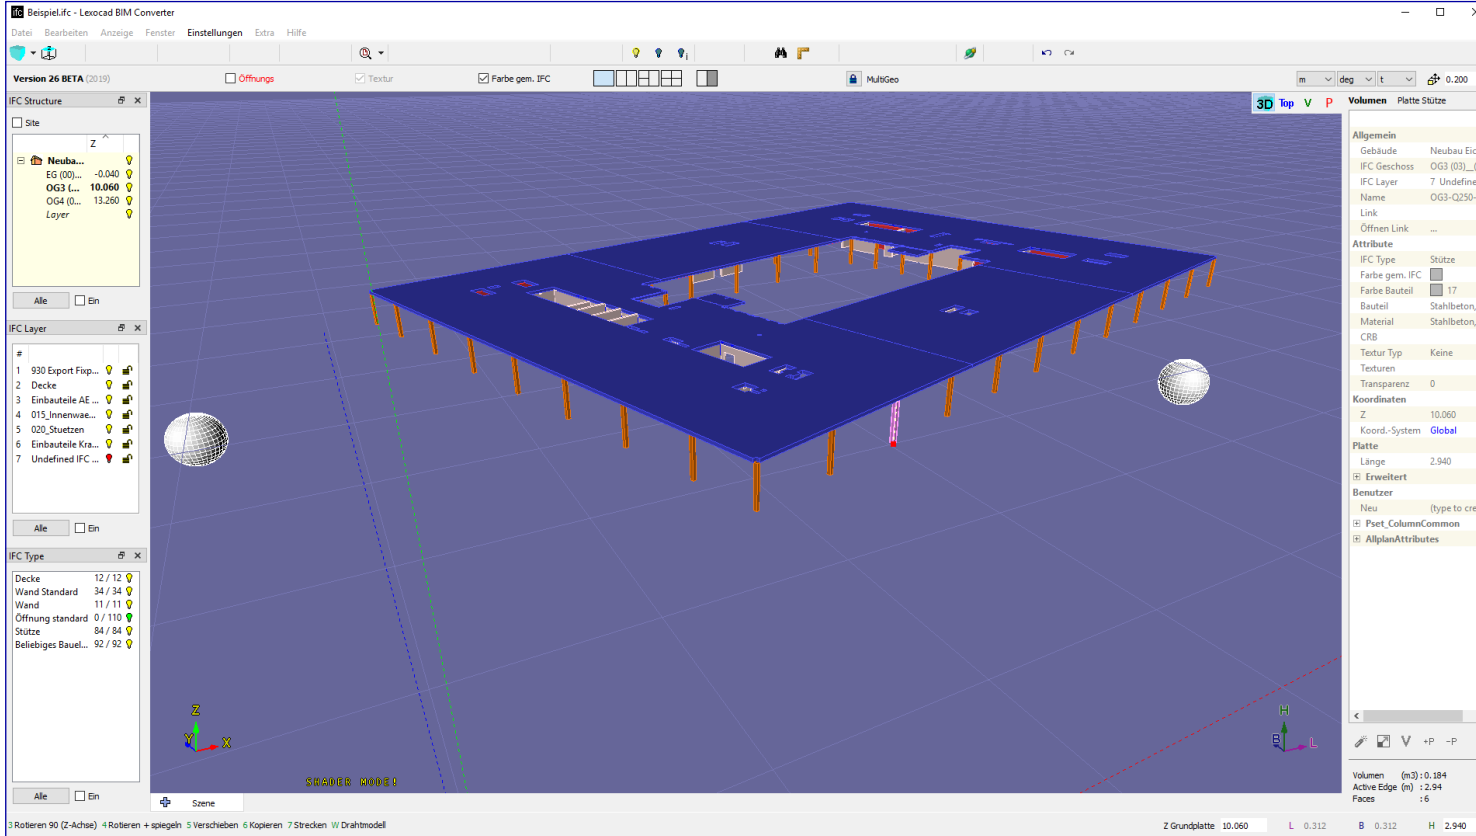 ifc Beispiel.ifc - Lexocad BIM Converter
Datei Bearbeiten Anzeige Fenster Einstellungen Extra Hilfe
Version 26 BETA (2019) Öffnungs Textur Farbe gem. IFC MultiGeo m deg t 0.200
IFC Structure
Site
Z
Neuba...
EG (00)... -0.040
OG3 (... 10.060
OG4 (0... 13.260
Layer
Alle Ein
IFC Layer
#
1 930 Export Fixp...
2 Decke
3 Einbauteile AE ...
4 015_Innenwae...
5 020_Stuetzen
6 Einbauteile Kra...
7 Undefined IFC ...
Alle Ein
IFC Type
Decke 12 / 12
Wand Standard 34 / 34
Wand 11 / 11
Öffnung standard 0 / 110
Stütze 84 / 84
Beliebiges Bauel... 92 / 92
Alle Ein
3D Top V P
Z
Y X
SHADER MODE!
H
B L
Szene
Volumen Platte Stütze
Allgemein
Gebäude Neubau Eic
IFC Geschoss OG3 (03)_(
IFC Layer 7 Undefine
Name OG3-Q250-
Link
Öffnen Link ...
Attribute
IFC Type Stütze
Farbe gem. IFC
Farbe Bauteil 17
Bauteil Stahlbeton,
Material Stahlbeton,
CRB
Textur Typ Keine
Texturen
Transparenz 0
Koordinaten
Z 10.060
Koord.-System Global
Platte
Länge 2.940
Erweitert
Benutzer
Neu (type to cre
Pset_ColumnCommon
AllplanAttributes
V +P -P
Volumen (m3) : 0.184
Active Edge (m) : 2.94
Faces : 6
3 Rotieren 90 (Z-Achse) 4 Rotieren + spiegeln 5 Verschieben 6 Kopieren 7 Strecken W Drahtmodell
Z Grundplatte 10.060 L 0.312 B 0.312 H 2.940